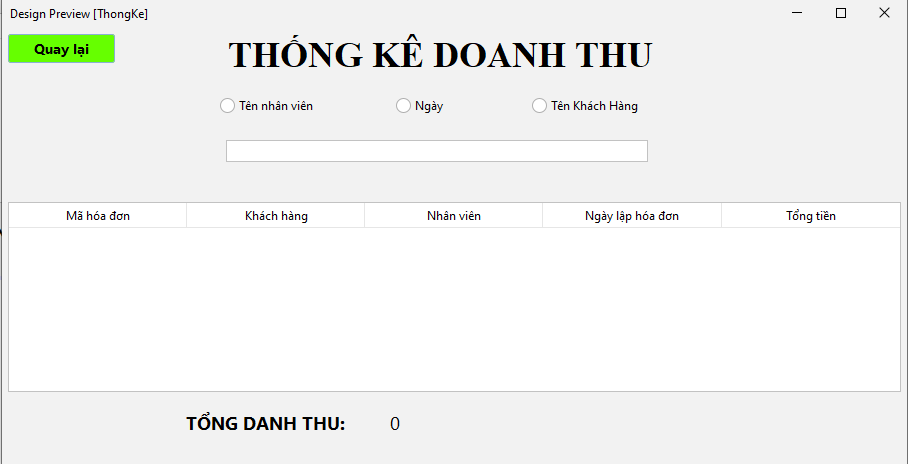 Design Preview [ThongKe]
Quay lại
THỐNG KÊ DOANH THU
Tên nhân viên Ngày Tên Khách Hàng
Mã hóa đơn Khách hàng Nhân viên Ngày lập hóa đơn Tổng tiền
TỔNG DANH THU: 0